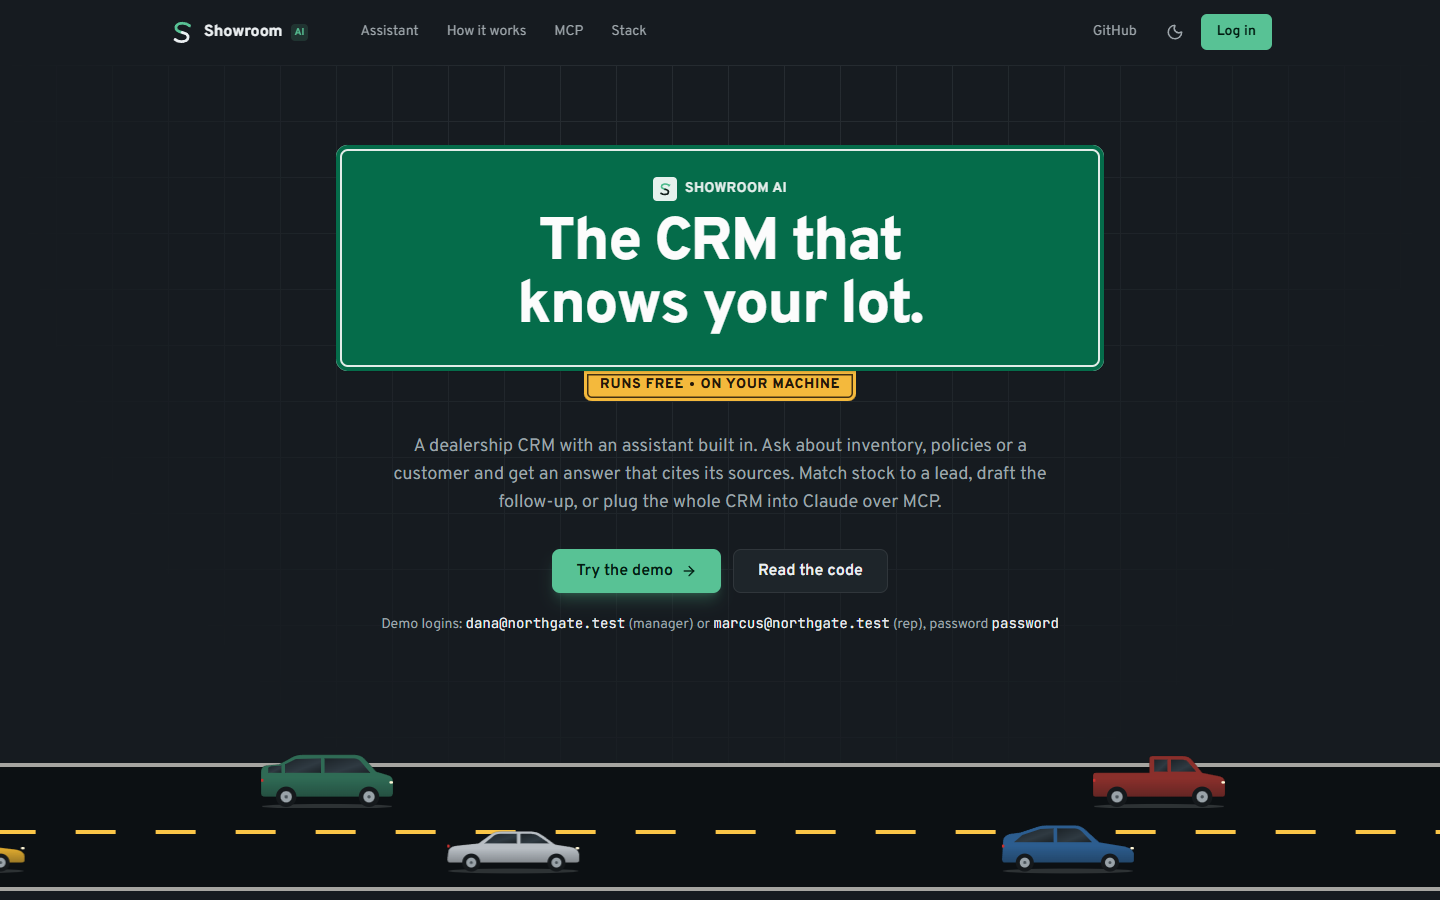 Showroom AI
Assistant
How it works
MCP
Stack
GitHub
Log in
SHOWROOM AI
The CRM that
knows your lot.
RUNS FREE • ON YOUR MACHINE
A dealership CRM with an assistant built in. Ask about inventory, policies or a
customer and get an answer that cites its sources. Match stock to a lead, draft the
follow-up, or plug the whole CRM into Claude over MCP.
Try the demo →
Read the code
Demo logins: dana@northgate.test (manager) or marcus@northgate.test (rep), password password